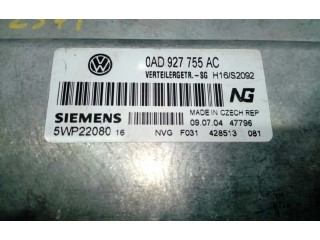 2341
0AD 927 755 AC
VERTEILERGETR.-SG H16/S2092
NG
MADE IN CZECH REP
SIEMENS
09.07.04 47796
5WP22080 16 NVG F031 428513 081